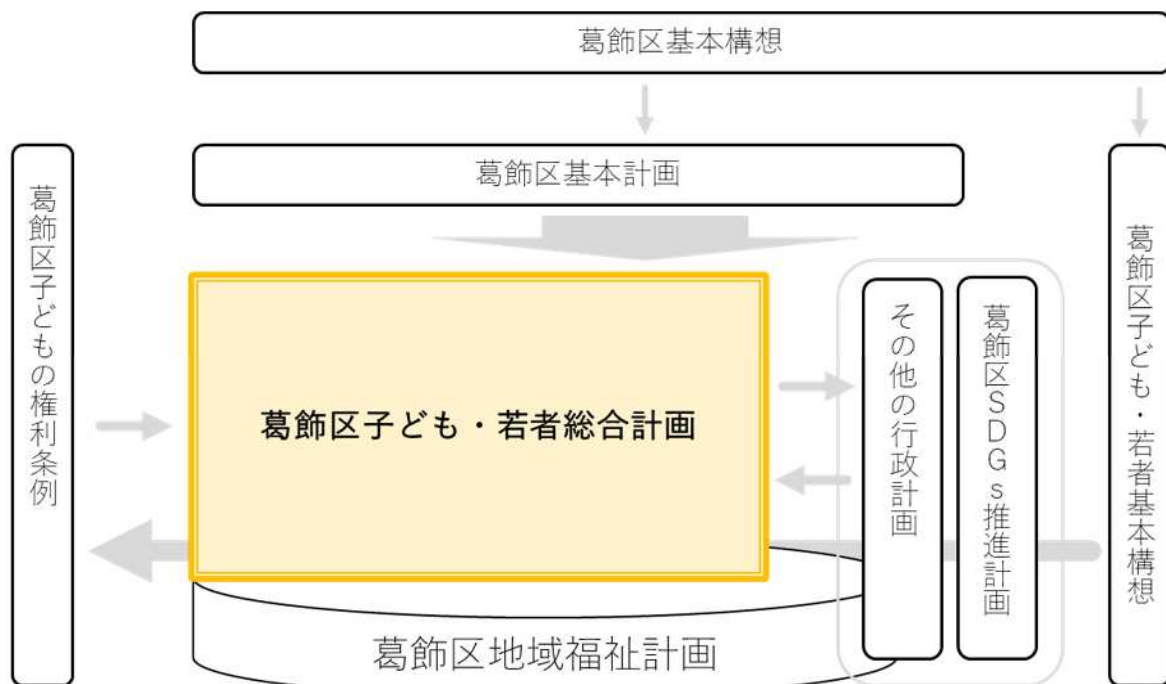 葛飾区基本構想
葛飾区基本計画
葛飾区子どもの権利条例
葛飾区子ども・若者総合計画
その他の行政計画
葛飾区SDGs推進計画
葛飾区子ども・若者基本構想
葛飾区地域福祉計画